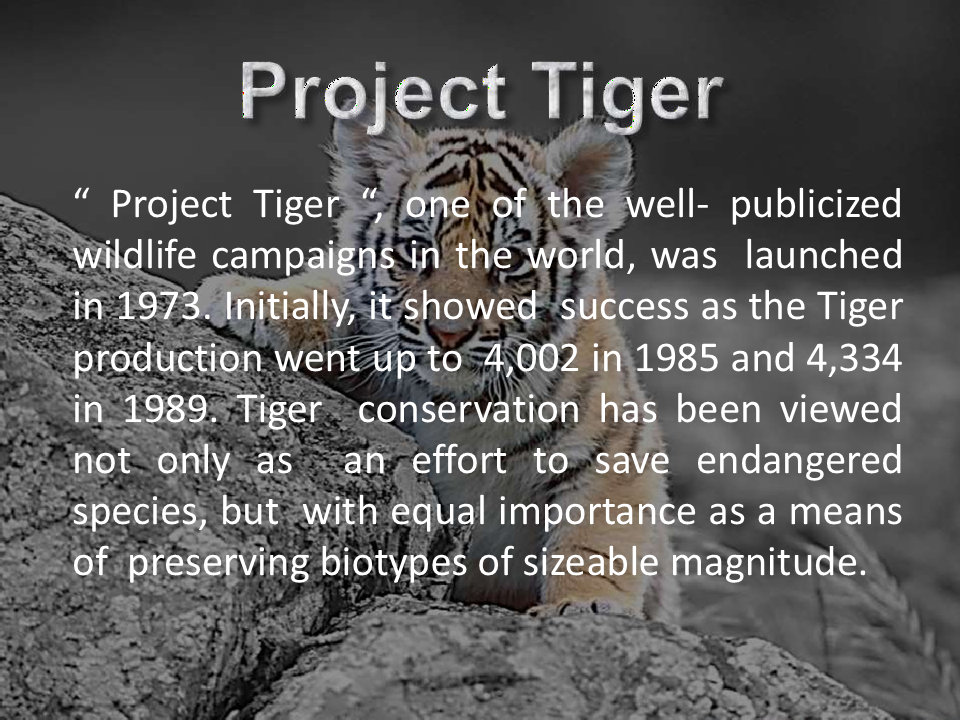 Project Tiger
“ Project Tiger “, one of the well- publicized
wildlife campaigns in the world, was launched
in 1973. Initially, it showed success as the Tiger
production went up to 4,002 in 1985 and 4,334
in 1989. Tiger conservation has been viewed
not only as an effort to save endangered
species, but with equal importance as a means
of preserving biotypes of sizeable magnitude.